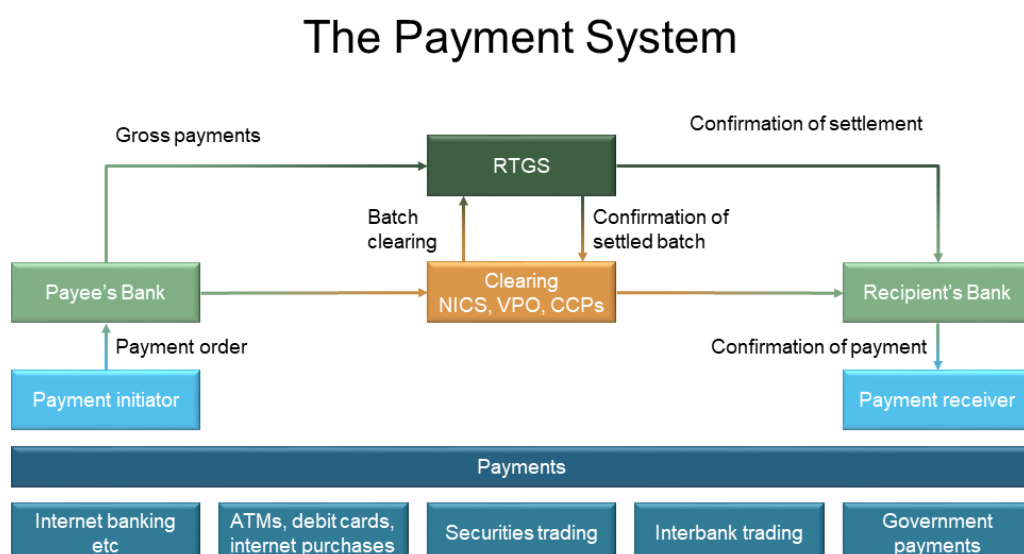 The Payment System
Gross payments
Confirmation of settlement
RTGS
Batch
clearing
Confirmation of
settled batch
Payee's Bank
Clearing
NICS, VPO, CCPs
Recipient's Bank
Payment order
Confirmation of payment
Payment initiator
Payment receiver
Payments
Internet banking
etc
ATMs, debit cards,
internet purchases
Securities trading
Interbank trading
Government
payments